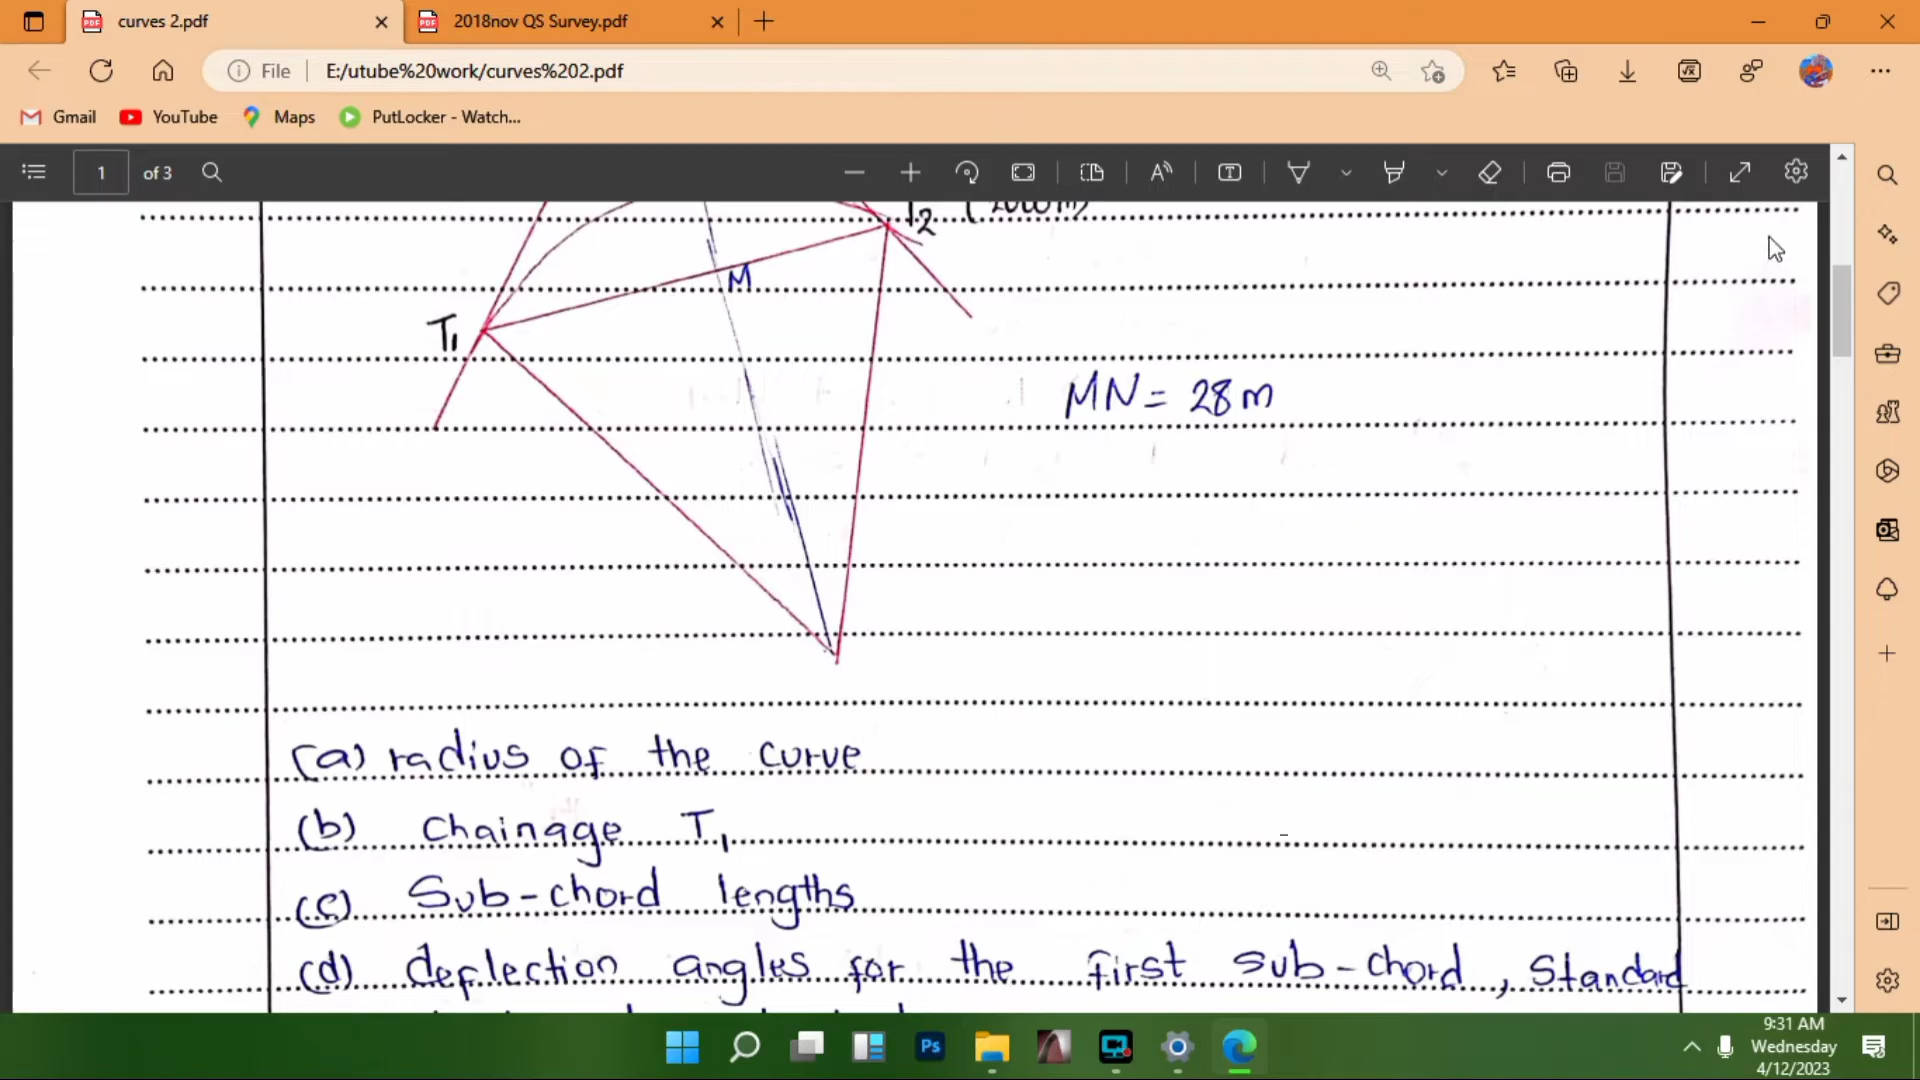 curves 2.pdf
2018nov QS Survey.pdf
File
E:/utube%20work/curves%202.pdf
Gmail
YouTube
Maps
PutLocker - Watch...
1
of 3
T2
M
T1
MN = 28m
(a) radius of the curve
(b) Chainage T1
(c) Sub-chord lengths
(d) deflection angles for the first sub-chord, Standard
Ps
9:31 AM
Wednesday
4/12/2023